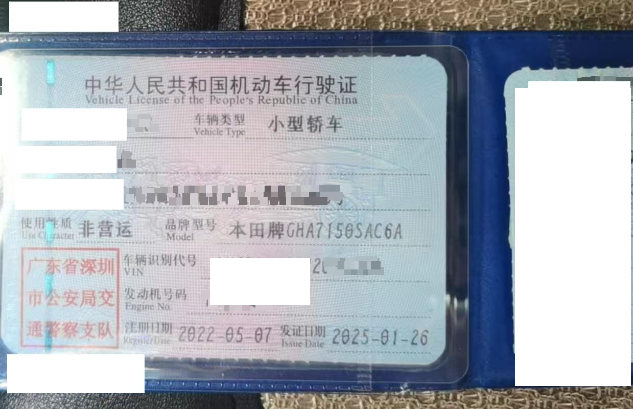 中华人民共和国机动车行驶证
Vehicle License of the People's Republic of China
车辆类型 小型轿车
Vehicle Type
使用性质 非营运 品牌型号 本田牌GHA7150SAC6A
Use Character Model
广东省深圳
市公安局交
通警察支队
车辆识别代号
VIN
发动机号码
Engine No.
注册日期 2022-05-07 发证日期 2025-01-26
Register Date Issue Date